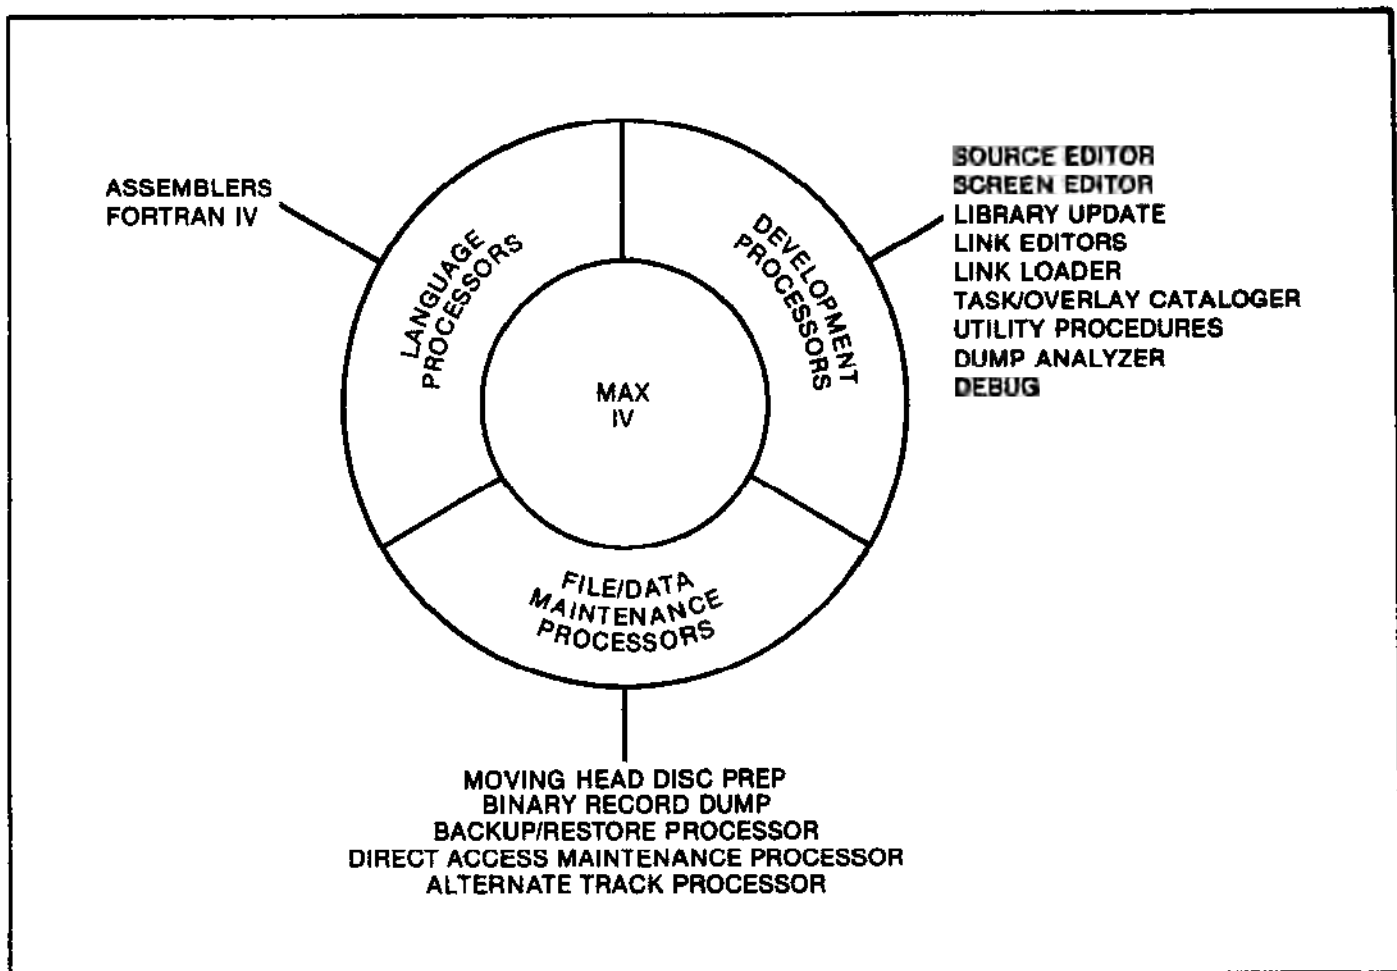 ASSEMBLERS
FORTRAN IV
LANGUAGE
PROCESSORS
DEVELOPMENT
PROCESSORS
SOURCE EDITOR
SCREEN EDITOR
LIBRARY UPDATE
LINK EDITORS
LINK LOADER
TASK/OVERLAY CATALOGER
UTILITY PROCEDURES
DUMP ANALYZER
DEBUG
MAX
IV
FILE/DATA
MAINTENANCE
PROCESSORS
MOVING HEAD DISC PREP
BINARY RECORD DUMP
BACKUP/RESTORE PROCESSOR
DIRECT ACCESS MAINTENANCE PROCESSOR
ALTERNATE TRACK PROCESSOR